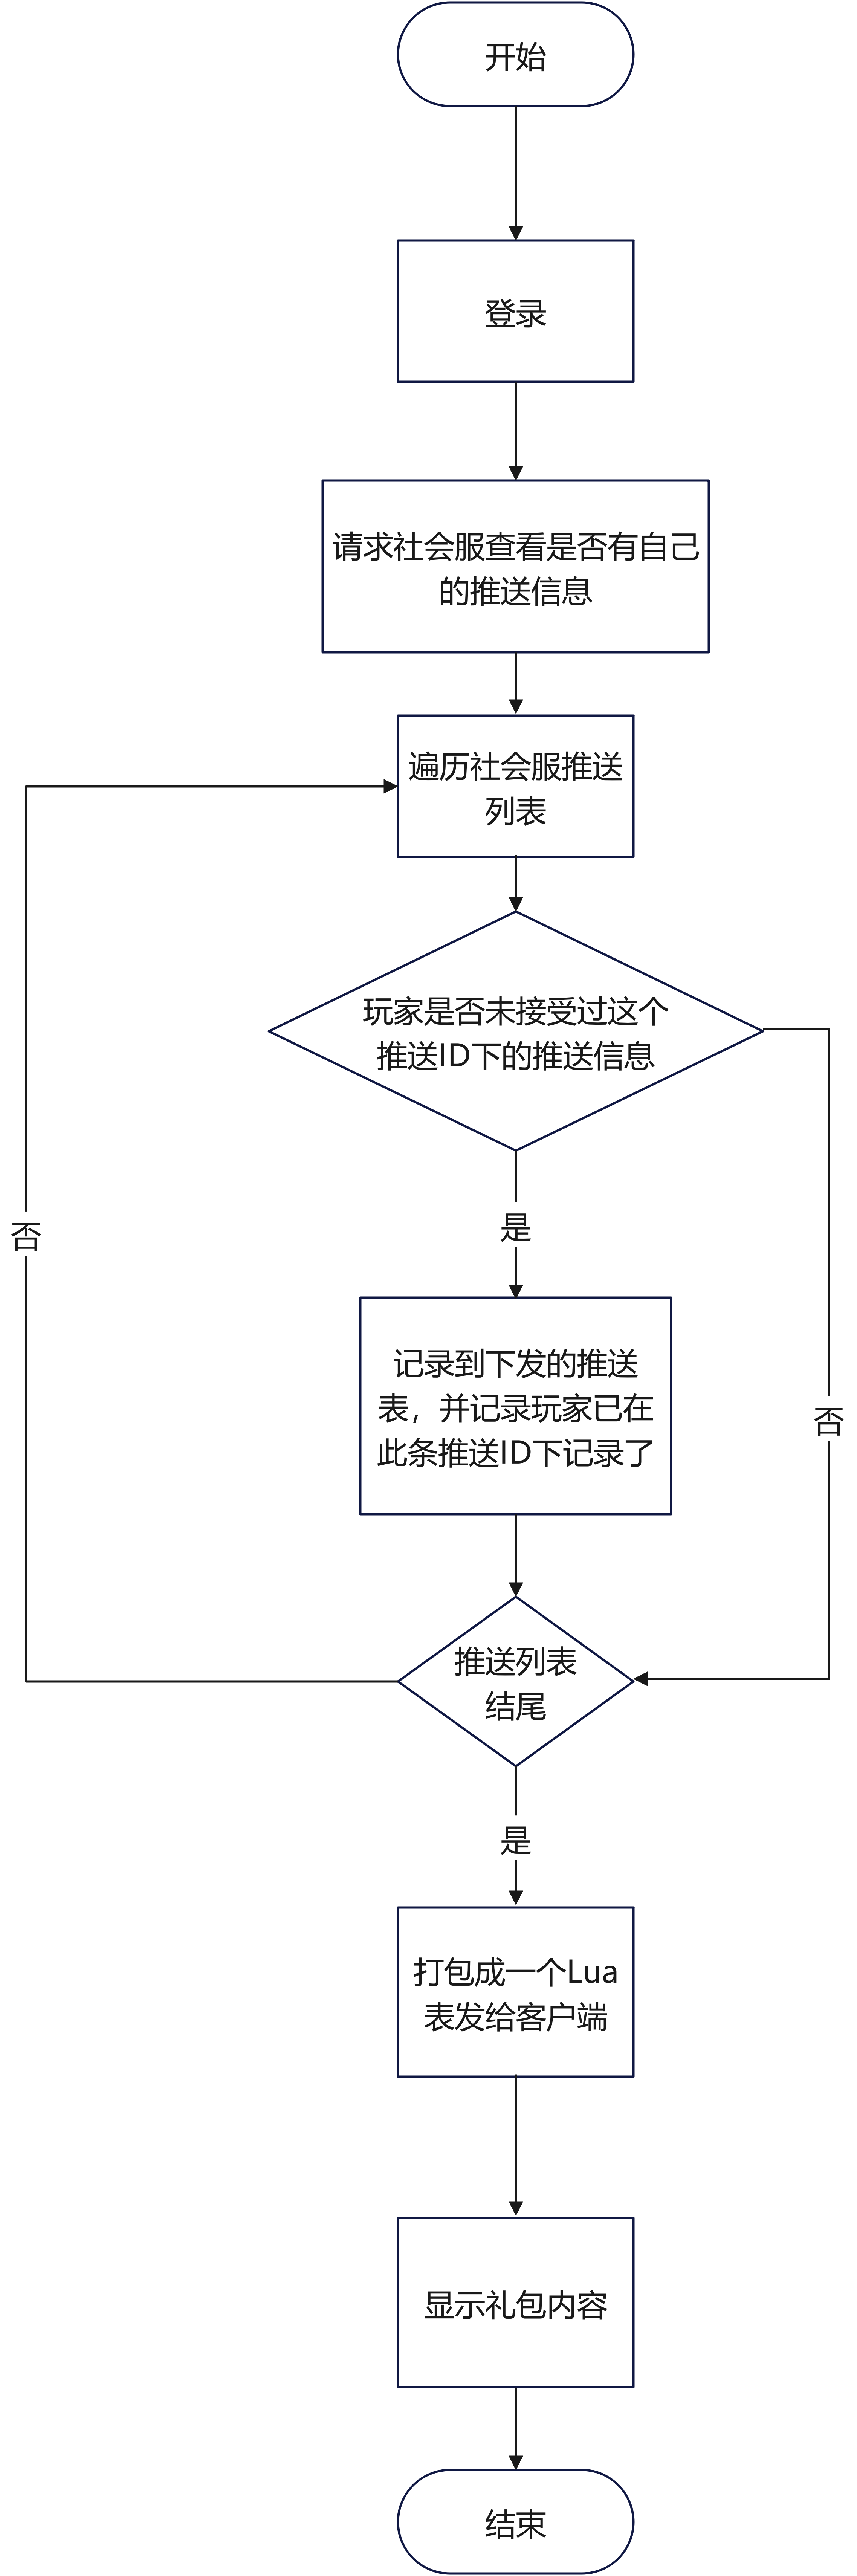 开始
登录
请求社会服查看是否有自己
的推送信息
遍历社会服推送
列表
玩家是否未接受过这个
推送ID下的推送信息
是
否
记录到下发的推送
表，并记录玩家已在
此条推送ID下记录了
否
推送列表
结尾
是
打包成一个Lua
表发给客户端
显示礼包内容
结束